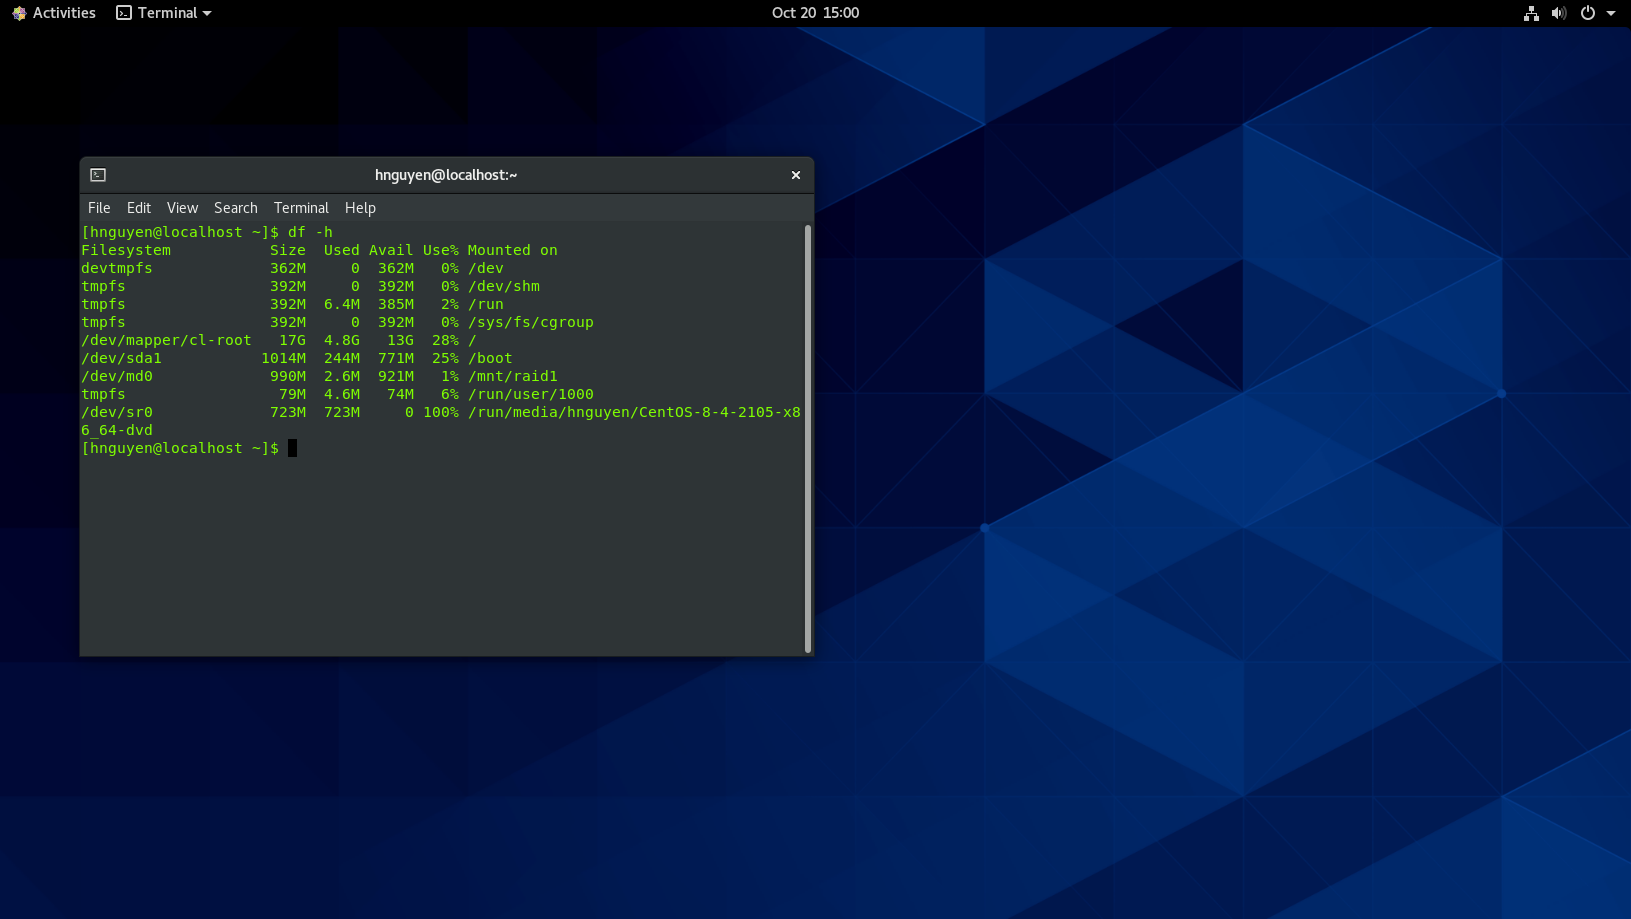 Activities Terminal Oct 20 15:00
hnguyen@localhost:~
File Edit View Search Terminal Help
[hnguyen@localhost ~]$ df -h
Filesystem Size Used Avail Use% Mounted on
devtmpfs 362M 0 362M 0% /dev
tmpfs 392M 0 392M 0% /dev/shm
tmpfs 392M 6.4M 385M 2% /run
tmpfs 392M 0 392M 0% /sys/fs/cgroup
/dev/mapper/cl-root 17G 4.8G 13G 28% /
/dev/sda1 1014M 244M 771M 25% /boot
/dev/md0 990M 2.6M 921M 1% /mnt/raid1
tmpfs 79M 4.6M 74M 6% /run/user/1000
/dev/sr0 723M 723M 0 100% /run/media/hnguyen/CentOS-8-4-2105-x8
6_64-dvd
[hnguyen@localhost ~]$